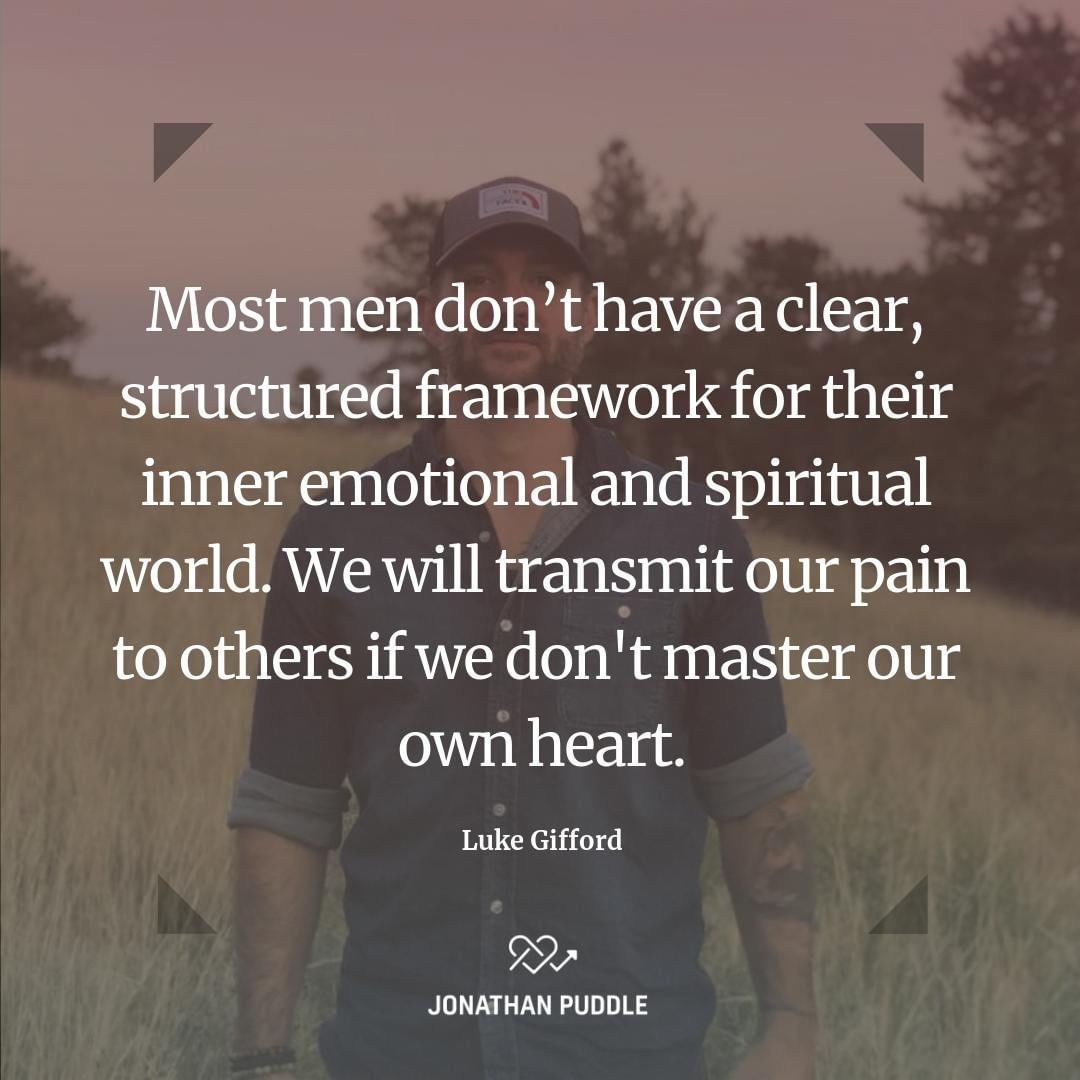 Most men don’t have a clear,
structured framework for their
inner emotional and spiritual
world. We will transmit our pain
to others if we don't master our
own heart.
Luke Gifford
JONATHAN PUDDLE